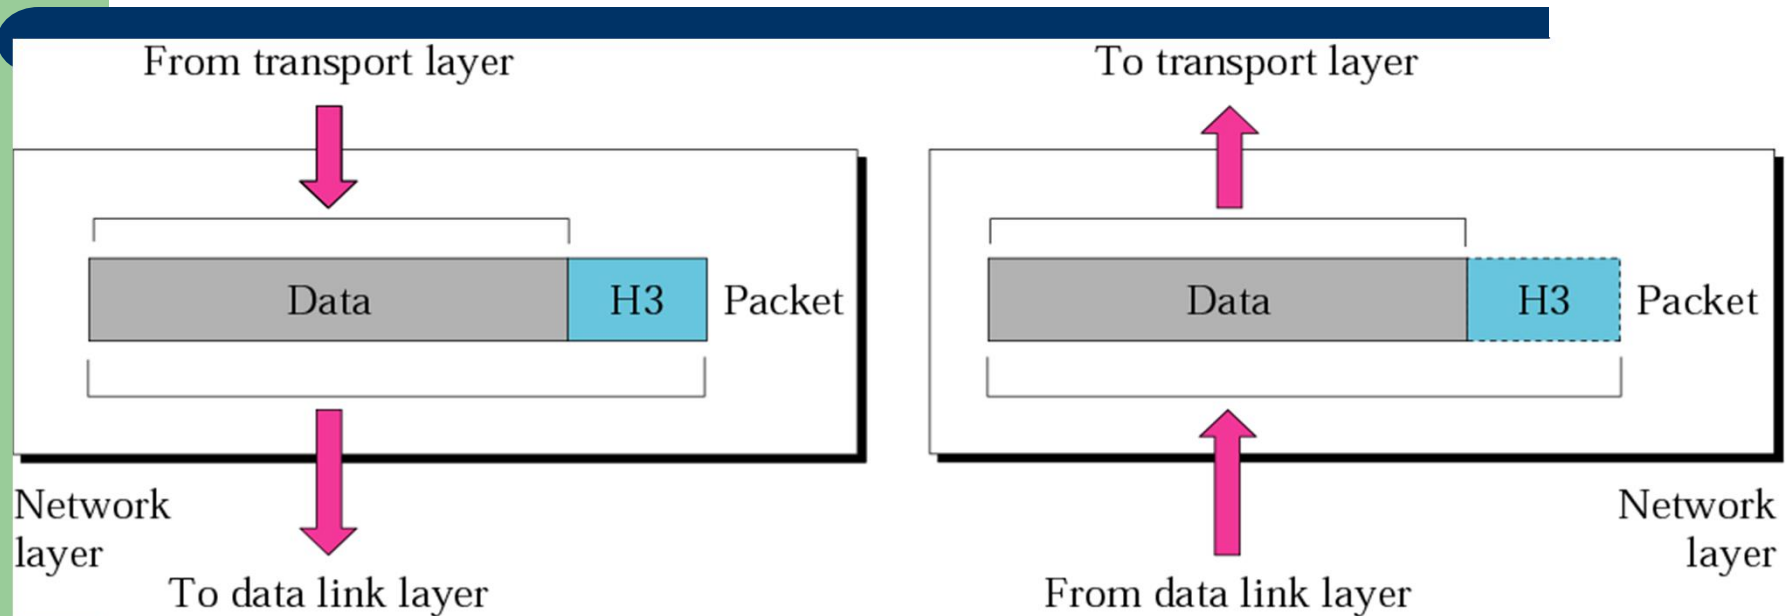 From transport layer
To transport layer
Data
H3
Packet
Data
H3
Packet
Network
layer
Network
layer
To data link layer
From data link layer